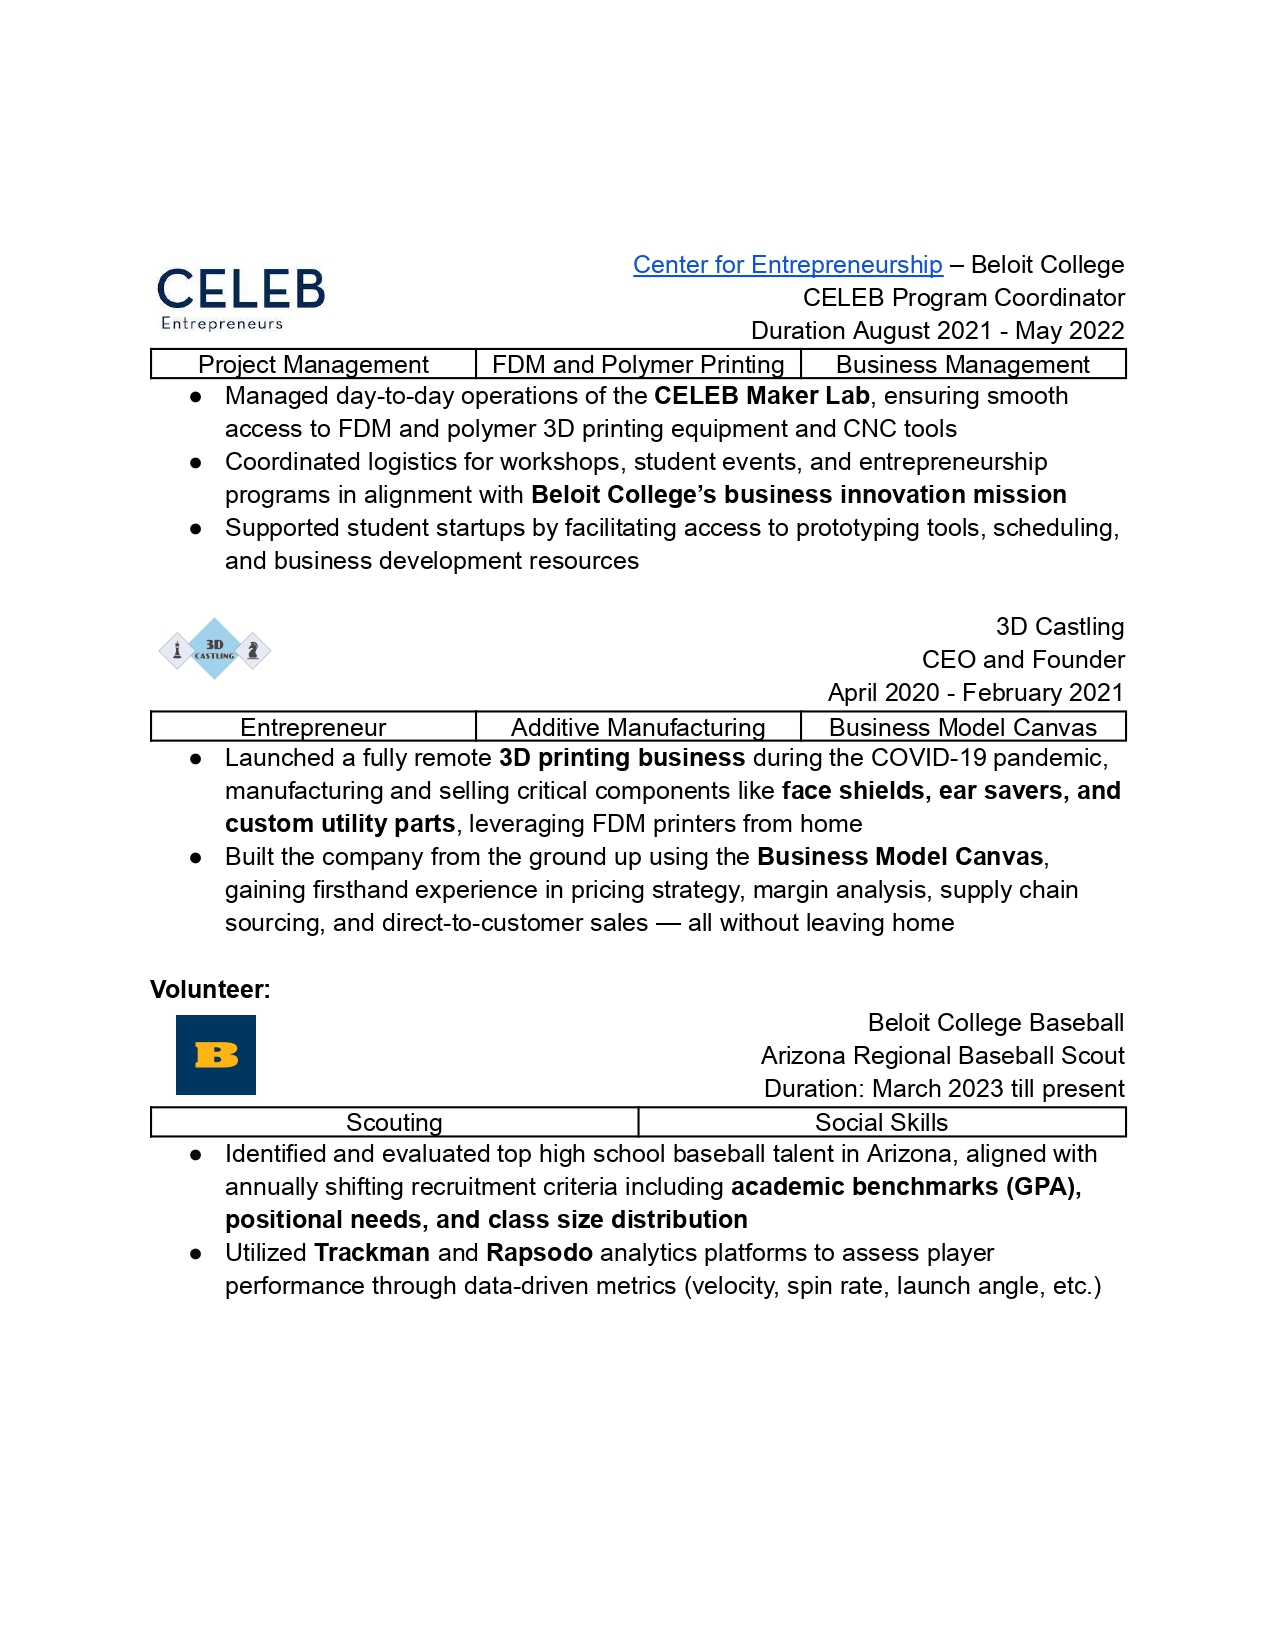 CELEB
Entrepreneurs
Center for Entrepreneurship – Beloit College
CELEB Program Coordinator
Duration August 2021 - May 2022
Project Management FDM and Polymer Printing Business Management
● Managed day-to-day operations of the CELEB Maker Lab, ensuring smooth
access to FDM and polymer 3D printing equipment and CNC tools
● Coordinated logistics for workshops, student events, and entrepreneurship
programs in alignment with Beloit College’s business innovation mission
● Supported student startups by facilitating access to prototyping tools, scheduling,
and business development resources
3D
CASTLING
3D Castling
CEO and Founder
April 2020 - February 2021
Entrepreneur Additive Manufacturing Business Model Canvas
● Launched a fully remote 3D printing business during the COVID-19 pandemic,
manufacturing and selling critical components like face shields, ear savers, and
custom utility parts, leveraging FDM printers from home
● Built the company from the ground up using the Business Model Canvas,
gaining firsthand experience in pricing strategy, margin analysis, supply chain
sourcing, and direct-to-customer sales — all without leaving home
Volunteer:
B
Beloit College Baseball
Arizona Regional Baseball Scout
Duration: March 2023 till present
Scouting Social Skills
● Identified and evaluated top high school baseball talent in Arizona, aligned with
annually shifting recruitment criteria including academic benchmarks (GPA),
positional needs, and class size distribution
● Utilized Trackman and Rapsodo analytics platforms to assess player
performance through data-driven metrics (velocity, spin rate, launch angle, etc.)